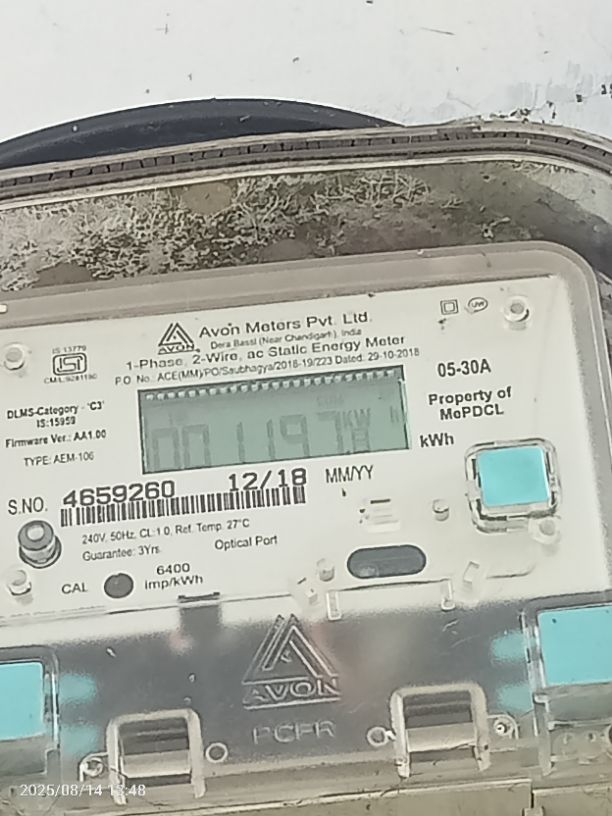 Avon Meters Pvt. Ltd.
Dera Bassi (Near Chandigarh), India
AVON
1-Phase, 2-Wire, ac Static Energy Meter
P.O. No.: ACE(MM)/PO/Saubhagya/2018-19/223 Dated: 29-10-2018
IS 13779
ISI
UW
05-30A
Property of
MePDCL
DLMS-Category - 'C3'
IS:15959
Firmware Ver.: AA1.00
TYPE: AEM-106
kWh
S.NO. 4659260 12/18 MM/YY
240V, 50Hz, CL:1.0, Ref. Temp. 27°C
Guarantee: 3Yrs.
Optical Port
CAL
6400
imp/kWh
AVON
2025/08/14 13:48